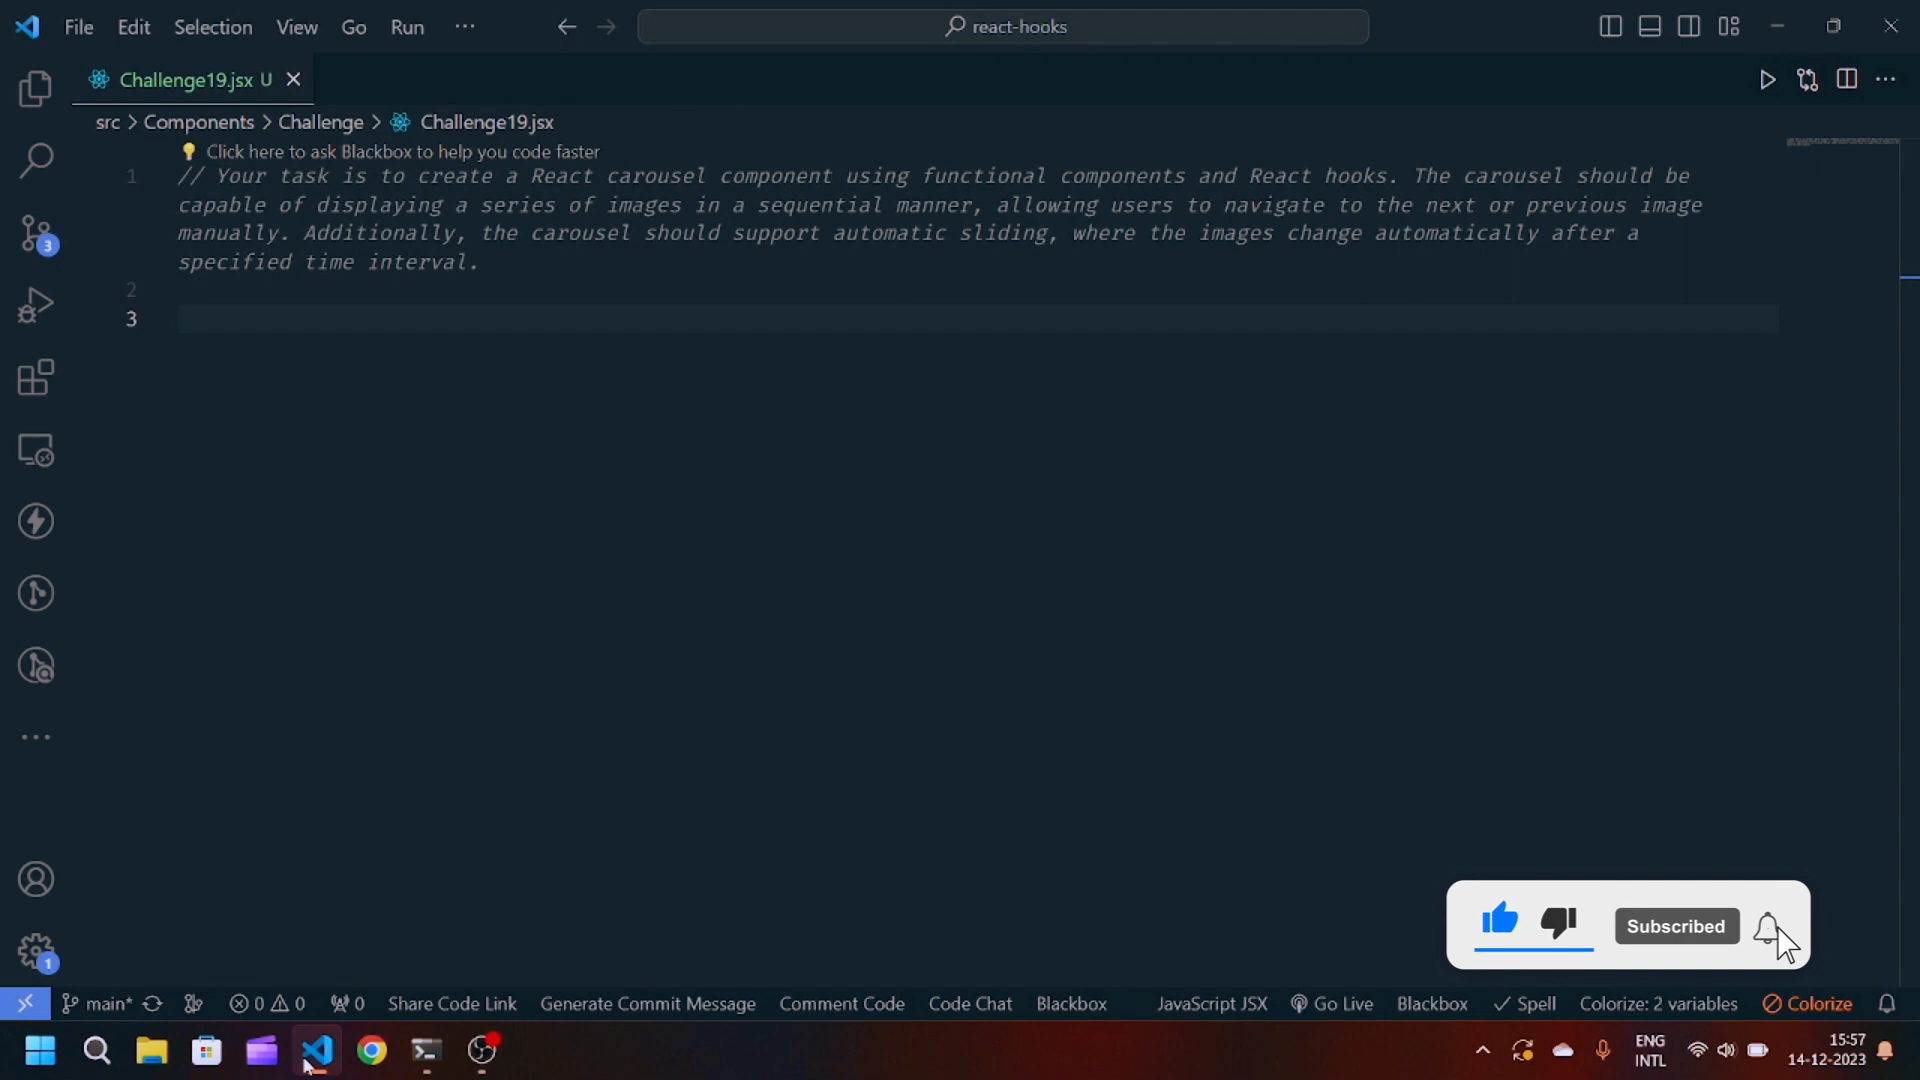 File Edit Selection View Go Run ··· react-hooks
Challenge19.jsx U
src > Components > Challenge > Challenge19.jsx
Click here to ask Blackbox to help you code faster
1 // Your task is to create a React carousel component using functional components and React hooks. The carousel should be
capable of displaying a series of images in a sequential manner, allowing users to navigate to the next or previous image
manually. Additionally, the carousel should support automatic sliding, where the images change automatically after a
specified time interval.
2
3
3
1
Subscribed
main* 0 0 0 Share Code Link Generate Commit Message Comment Code Code Chat Blackbox JavaScript JSX Go Live Blackbox Spell Colorize: 2 variables Colorize
ENG 15:57
INTL 14-12-2023